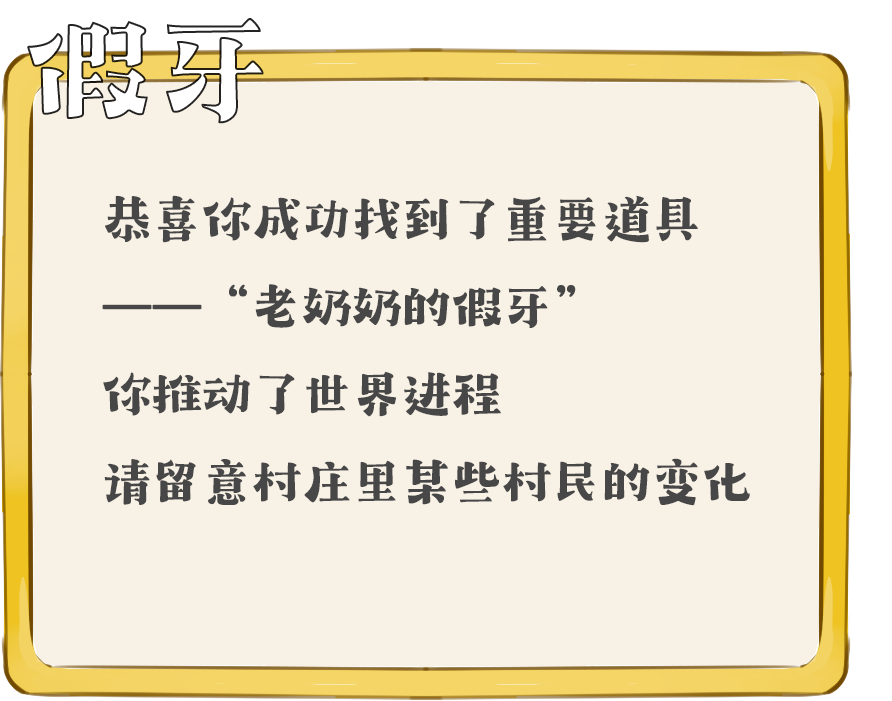 假牙
恭喜你成功找到了重要道具
——“老奶奶的假牙”
你推动了世界进程
请留意村庄里某些村民的变化